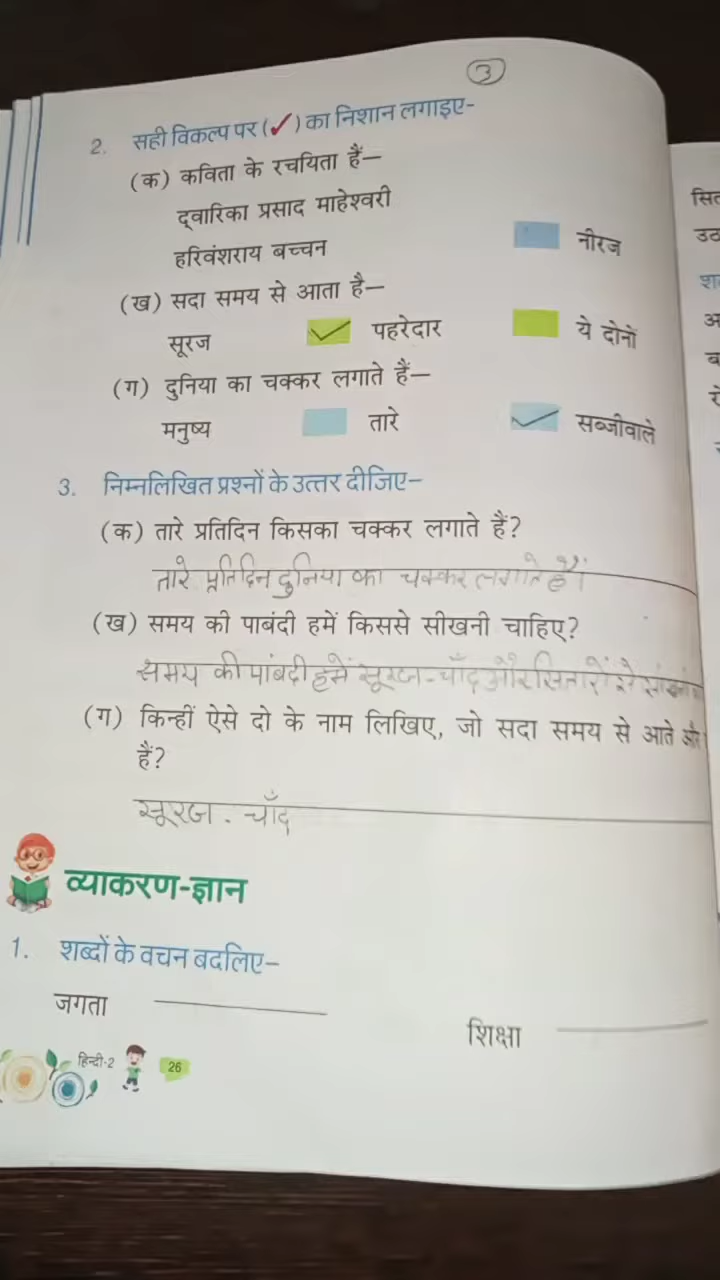 3
2. सही विकल्प पर (✓) का निशान लगाइए-
(क) कविता के रचयिता हैं—
द्वारिका प्रसाद माहेश्वरी
हरिवंशराय बच्चन नीरज
(ख) सदा समय से आता है—
सूरज ✓ पहरेदार ये दोनों
(ग) दुनिया का चक्कर लगाते हैं—
मनुष्य तारे ✓ सब्जीवाले
3. निम्नलिखित प्रश्नों के उत्तर दीजिए-
(क) तारे प्रतिदिन किसका चक्कर लगाते हैं?
तारे प्रतिदिन दुनिया का चक्कर लगाते हैं।
(ख) समय की पाबंदी हमें किससे सीखनी चाहिए?
समय की पांबदी हमें सूरज-चाँद और सितारों से
(ग) किन्हीं ऐसे दो के नाम लिखिए, जो सदा समय से आते और
हैं?
सूरज. चाँद
व्याकरण-ज्ञान
1. शब्दों के वचन बदलिए-
जगता शिक्षा
हिन्दी-2 26
सित
उठ